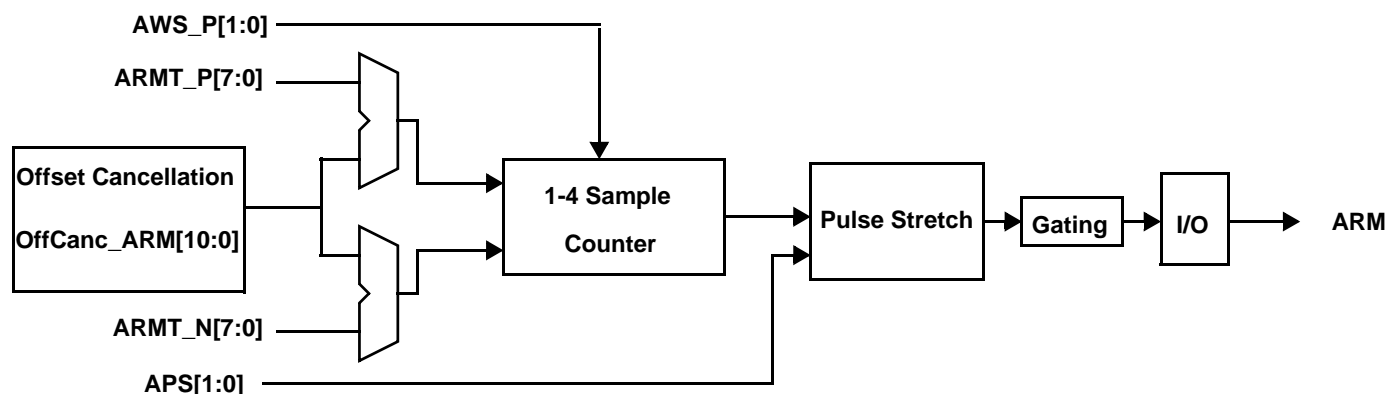 AWS_P[1:0]
ARMT_P[7:0]
Offset Cancellation
OffCanc_ARM[10:0]
1-4 Sample
Counter
Pulse Stretch
Gating
I/O
ARM
ARMT_N[7:0]
APS[1:0]